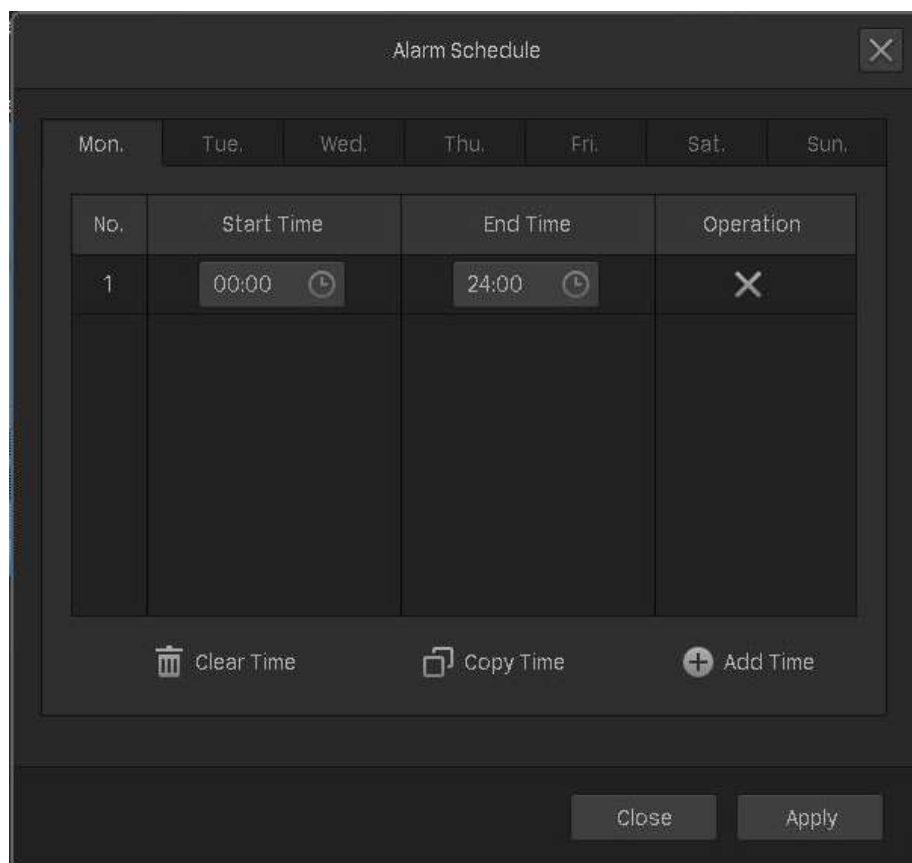 Alarm Schedule
Mon. Tue. Wed. Thu. Fri. Sat. Sun.
No. Start Time End Time Operation
1 00:00 24:00
Clear Time Copy Time Add Time
Close Apply